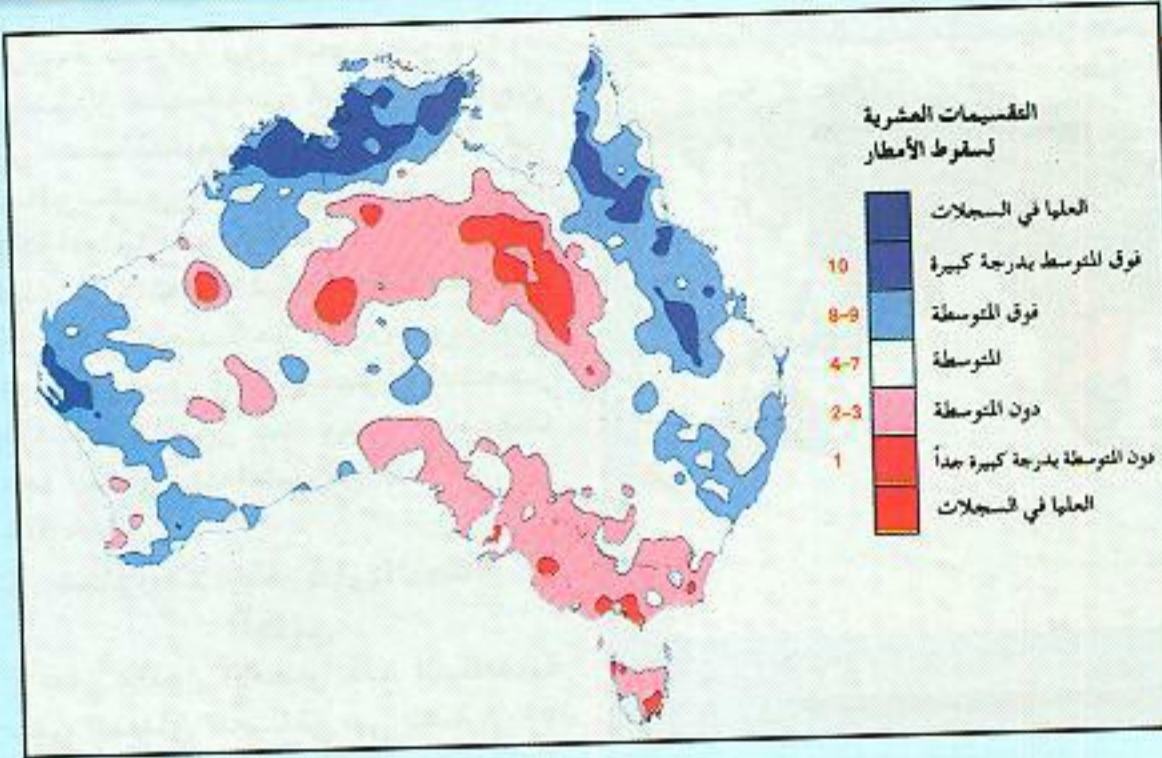 التقسيمات العشرية
لسقوط الأمطار
العليا في السجلات
10 فوق المتوسط بدرجة كبيرة
8-9 فوق المتوسطة
4-7 المتوسطة
2-3 دون المتوسطة
1 دون المتوسطة بدرجة كبيرة جداً
العليا في السجلات